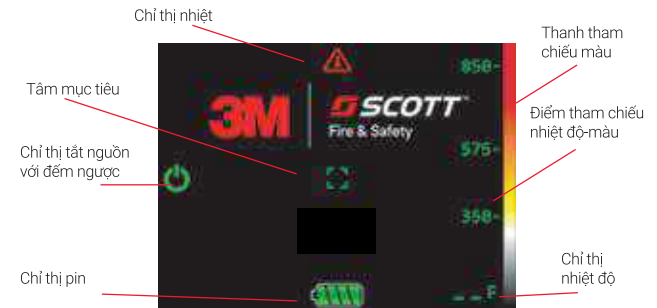 Chỉ thị nhiệt
Thanh tham
chiếu màu
850-
3M
SCOTT
Fire & Safety
Tâm mục tiêu
Điểm tham chiếu
nhiệt độ-màu
575-
Chỉ thị tắt nguồn
với đếm ngược
350-
Chỉ thị
nhiệt độ
Chỉ thị pin
_ _ F